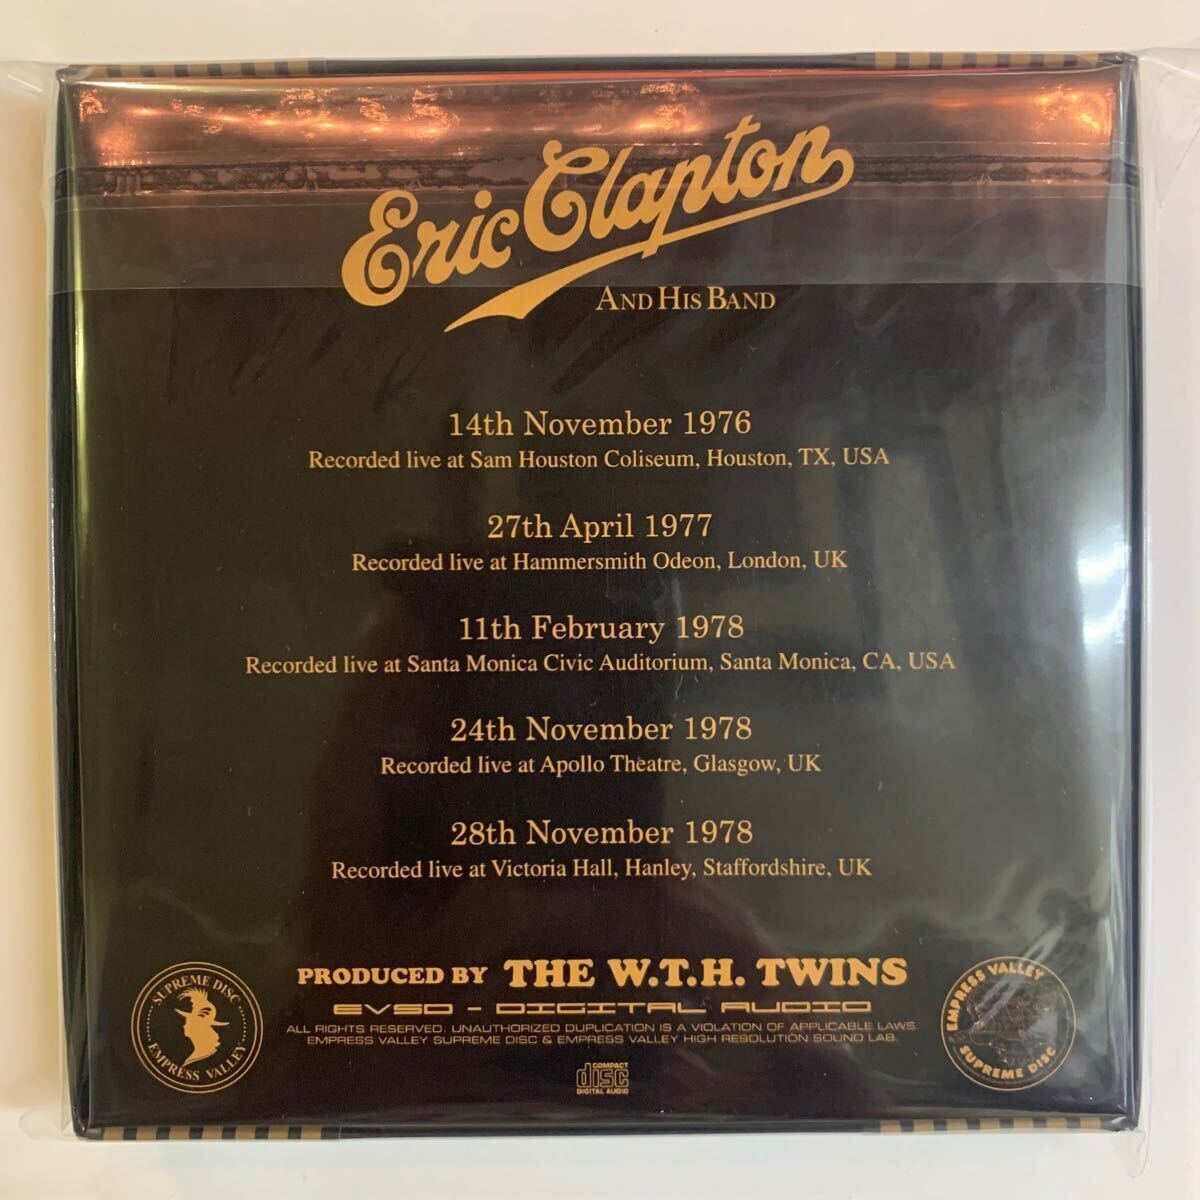 Eric Clapton
AND HIS BAND
14th November 1976
Recorded live at Sam Houston Coliseum, Houston, TX, USA
27th April 1977
Recorded live at Hammersmith Odeon, London, UK
11th February 1978
Recorded live at Santa Monica Civic Auditorium, Santa Monica, CA, USA
24th November 1978
Recorded live at Apollo Theatre, Glasgow, UK
28th November 1978
Recorded live at Victoria Hall, Hanley, Staffordshire, UK
PRODUCED BY THE W.T.H. TWINS
EVSD - DIGITAL AUDIO
ALL RIGHTS RESERVED. UNAUTHORIZED DUPLICATION IS A VIOLATION OF APPLICABLE LAWS.
EMPRESS VALLEY SUPREME DISC & EMPRESS VALLEY HIGH RESOLUTION SOUND LAB.
SUPREME DISC
EMPRESS VALLEY
EMPRESS VALLEY
SUPREME DISC
COMPACT
disc
DIGITAL AUDIO